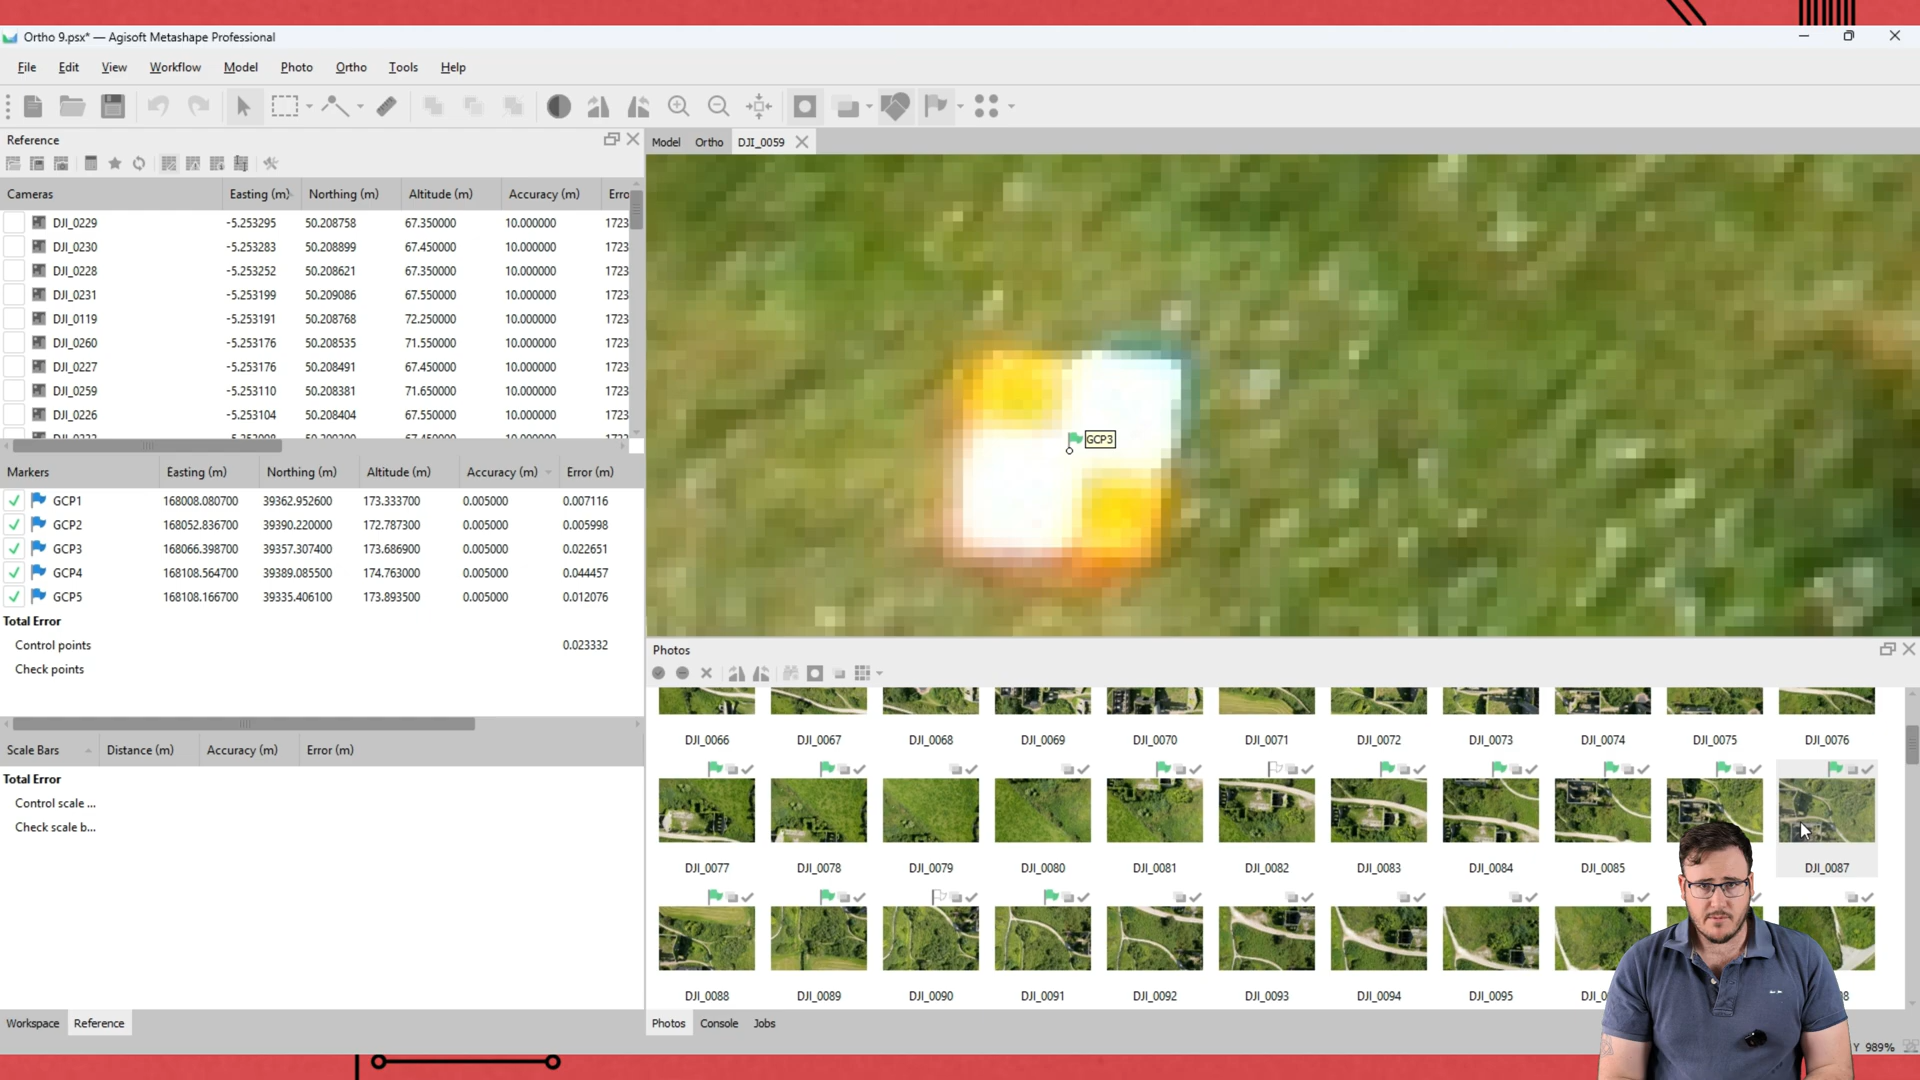 Ortho 9.psx* — Agisoft Metashape Professional
File Edit View Workflow Model Photo Ortho Tools Help
Reference
Cameras Easting (m) Northing (m) Altitude (m) Accuracy (m) Erro
DJI_0229 -5.253295 50.208758 67.350000 10.000000 1723
DJI_0230 -5.253283 50.208899 67.450000 10.000000 1723
DJI_0228 -5.253252 50.208621 67.350000 10.000000 1723
DJI_0231 -5.253199 50.209086 67.550000 10.000000 1723
DJI_0119 -5.253191 50.208768 72.250000 10.000000 1723
DJI_0260 -5.253176 50.208535 71.550000 10.000000 1723
DJI_0227 -5.253176 50.208491 67.450000 10.000000 1723
DJI_0259 -5.253110 50.208381 71.650000 10.000000 1723
DJI_0226 -5.253104 50.208404 67.550000 10.000000 1723
Markers Easting (m) Northing (m) Altitude (m) Accuracy (m) Error (m)
GCP1 168008.080700 39362.952600 173.333700 0.005000 0.007116
GCP2 168052.836700 39390.220000 172.787300 0.005000 0.005998
GCP3 168066.398700 39357.307400 173.686900 0.005000 0.022651
GCP4 168108.564700 39389.085500 174.763000 0.005000 0.044457
GCP5 168108.166700 39335.406100 173.893500 0.005000 0.012076
Total Error
Control points 0.023332
Check points
Scale Bars Distance (m) Accuracy (m) Error (m)
Total Error
Control scale ...
Check scale b...
Workspace Reference
Model Ortho DJI_0059
GCP3
Photos
DJI_0066 DJI_0067 DJI_0068 DJI_0069 DJI_0070 DJI_0071 DJI_0072 DJI_0073 DJI_0074 DJI_0075 DJI_0076
DJI_0077 DJI_0078 DJI_0079 DJI_0080 DJI_0081 DJI_0082 DJI_0083 DJI_0084 DJI_0085 DJI_0087
DJI_0088 DJI_0089 DJI_0090 DJI_0091 DJI_0092 DJI_0093 DJI_0094 DJI_0095
Photos Console Jobs
Y 989%